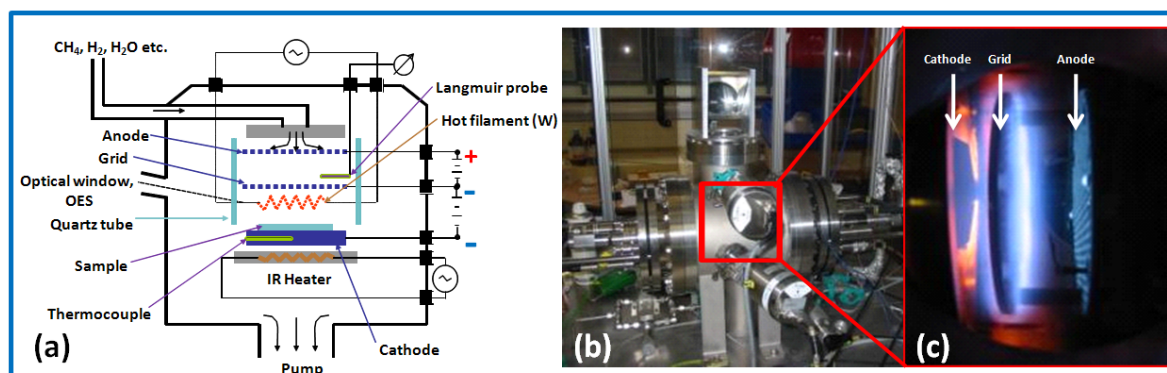 CH₄, H₂, H₂O etc.
Langmuir probe
Hot filament (W)
Anode
Grid
Optical window,
OES
Quartz tube
Sample
IR Heater
Thermocouple
Cathode
Pump
+
-
-
(a)
(b)
Cathode Grid Anode
(c)